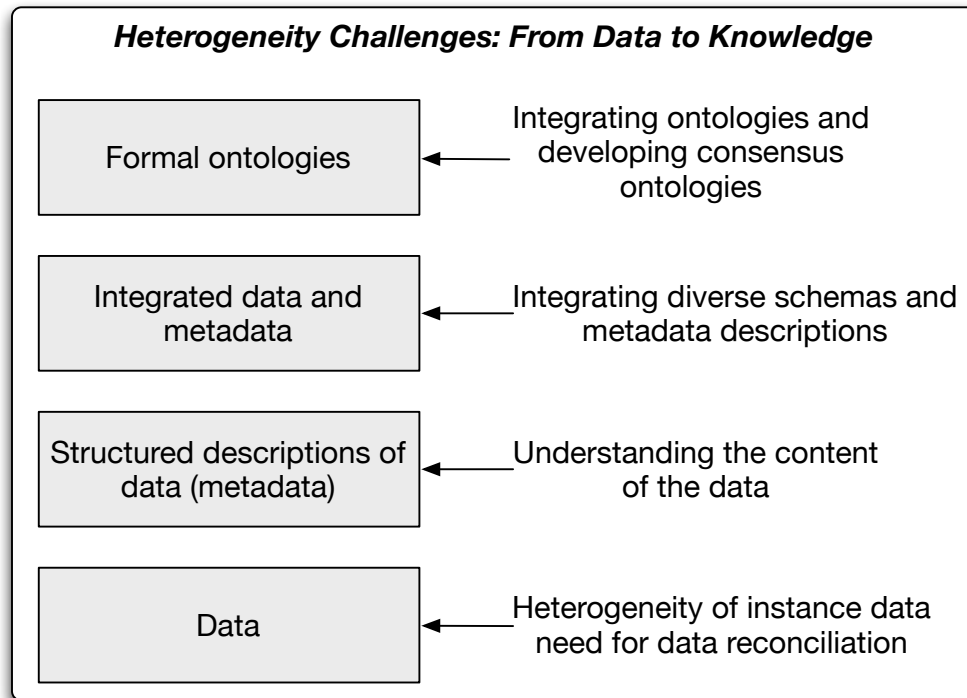 Heterogeneity Challenges: From Data to Knowledge
Formal ontologies
Integrating ontologies and
developing consensus
ontologies
Integrated data and
metadata
Integrating diverse schemas and
metadata descriptions
Structured descriptions of
data (metadata)
Understanding the content
of the data
Data
Heterogeneity of instance data
need for data reconciliation